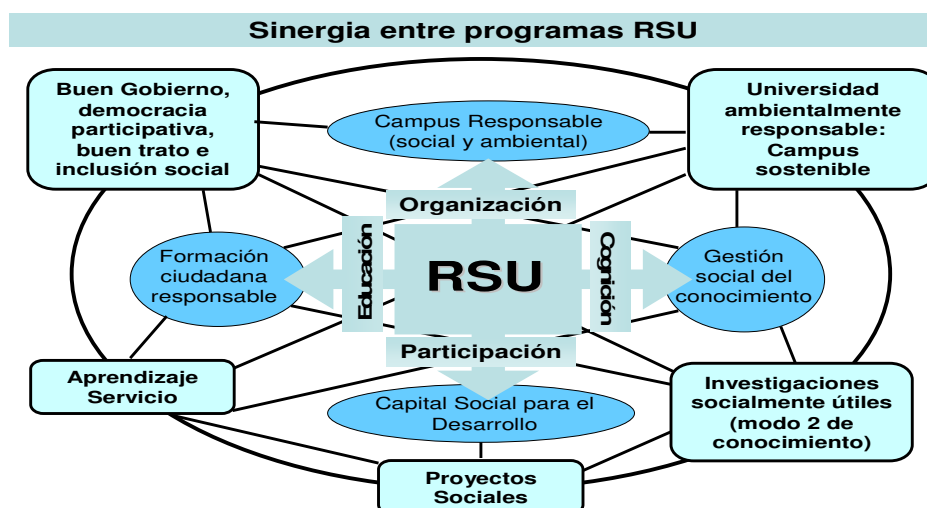 Sinergia entre programas RSU
Buen Gobierno,
democracia
participativa,
buen trato e
inclusión social
Campus Responsable
(social y ambiental)
Universidad
ambientalmente
responsable:
Campus
sostenible
Organización
Formación
ciudadana
responsable
Educación
RSU
Cognición
Gestión
social del
conocimiento
Participación
Aprendizaje
Servicio
Capital Social para el
Desarrollo
Investigaciones
socialmente útiles
(modo 2 de
conocimiento)
Proyectos
Sociales